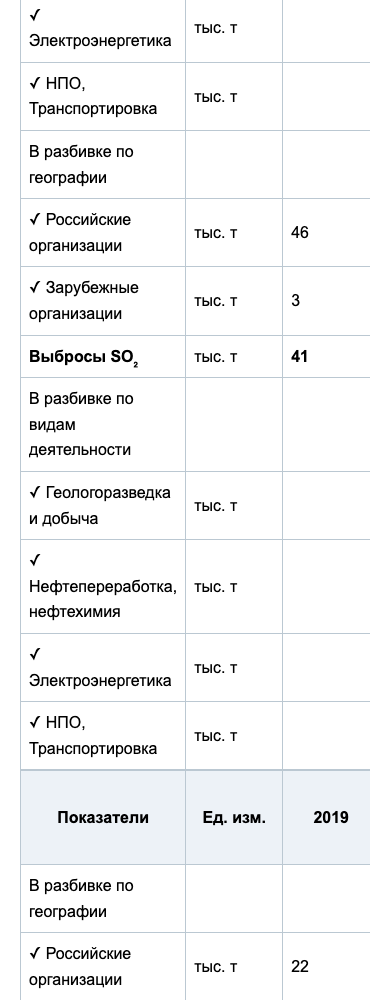 ✓
Электроэнергетика тыс. т
✓ НПО,
Транспортировка тыс. т
В разбивке по
географии
✓ Российские
организации тыс. т 46
✓ Зарубежные
организации тыс. т 3
Выбросы SO₂ тыс. т 41
В разбивке по
видам
деятельности
✓ Геологоразведка
и добыча тыс. т
✓
Нефтепереработка,
нефтехимия тыс. т
✓
Электроэнергетика тыс. т
✓ НПО,
Транспортировка тыс. т
Показатели Ед. изм. 2019
В разбивке по
географии
✓ Российские
организации тыс. т 22